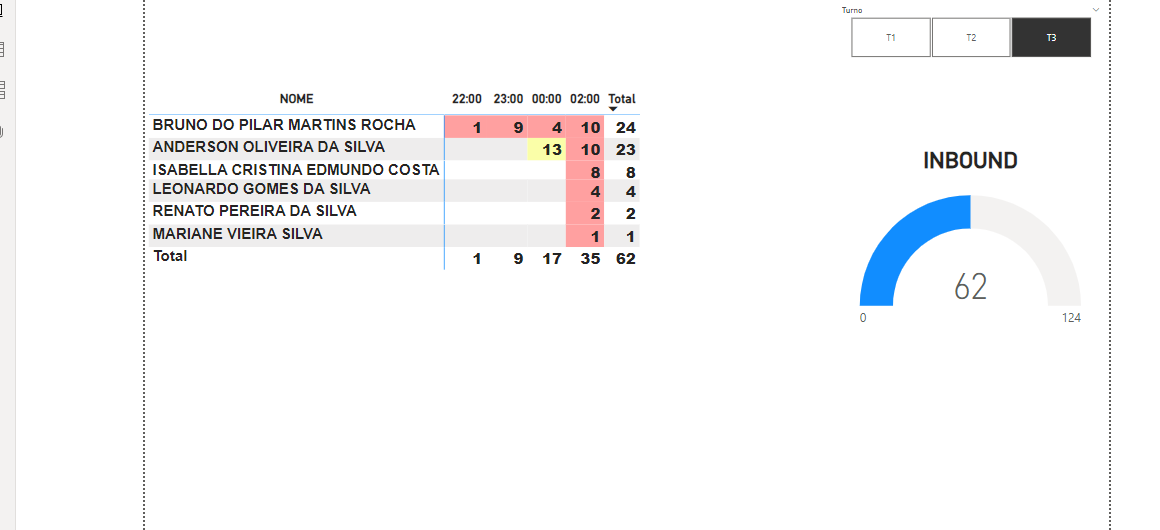 Turno
T1 T2 T3
NOME 22:00 23:00 00:00 02:00 Total
BRUNO DO PILAR MARTINS ROCHA 1 9 4 10 24
ANDERSON OLIVEIRA DA SILVA 13 10 23
ISABELLA CRISTINA EDMUNDO COSTA 8 8
LEONARDO GOMES DA SILVA 4 4
RENATO PEREIRA DA SILVA 2 2
MARIANE VIEIRA SILVA 1 1
Total 1 9 17 35 62
INBOUND
62
0 124